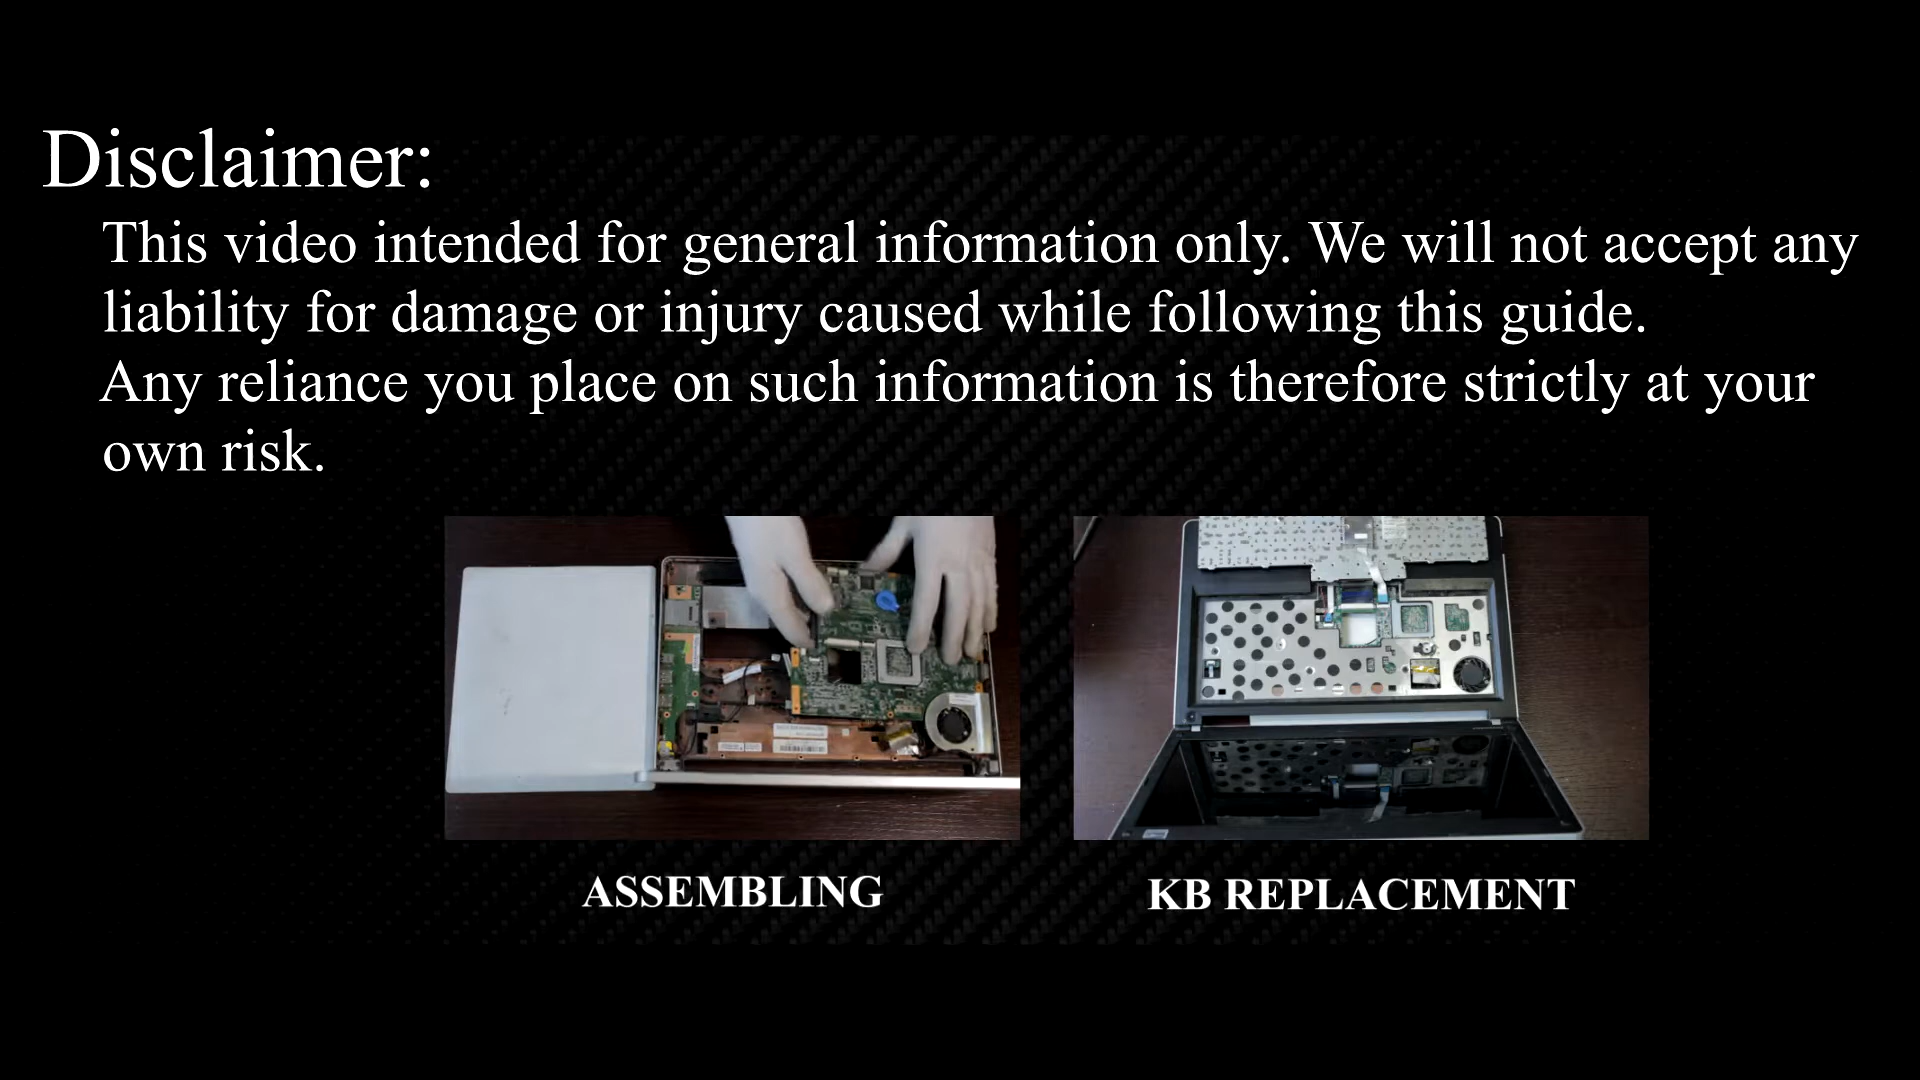 Disclaimer:
This video intended for general information only. We will not accept any
liability for damage or injury caused while following this guide.
Any reliance you place on such information is therefore strictly at your
own risk.
ASSEMBLING
KB REPLACEMENT